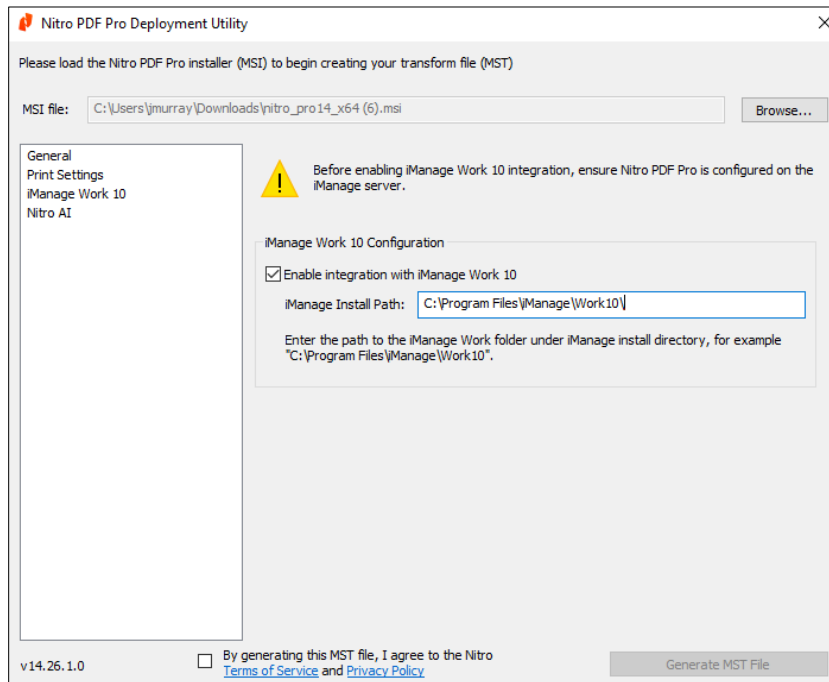 Nitro PDF Pro Deployment Utility
Please load the Nitro PDF Pro installer (MSI) to begin creating your transform file (MST)
MSI file: C:\Users\jmurray\Downloads\nitro_pro14_x64 (6).msi Browse...
General
Print Settings
iManage Work 10
Nitro AI
Before enabling iManage Work 10 integration, ensure Nitro PDF Pro is configured on the
iManage server.
iManage Work 10 Configuration
Enable integration with iManage Work 10
iManage Install Path: C:\Program Files\iManage\Work10\
Enter the path to the iManage Work folder under iManage install directory, for example
"C:\Program Files\iManage\Work10".
v14.26.1.0
By generating this MST file, I agree to the Nitro
Terms of Service and Privacy Policy
Generate MST File